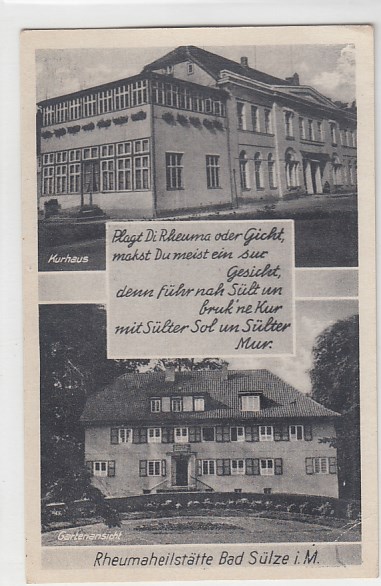 Kurhaus
Plagt Di Rheuma oder Gicht,
makst Du meist ein sur
Gesicht,
denn führ nah Sült un
bruk'ne Kur
mit Sülter Sol un Sülter
Mur.
Gartenansicht
Rheumaheilstätte Bad Sülze i.M.